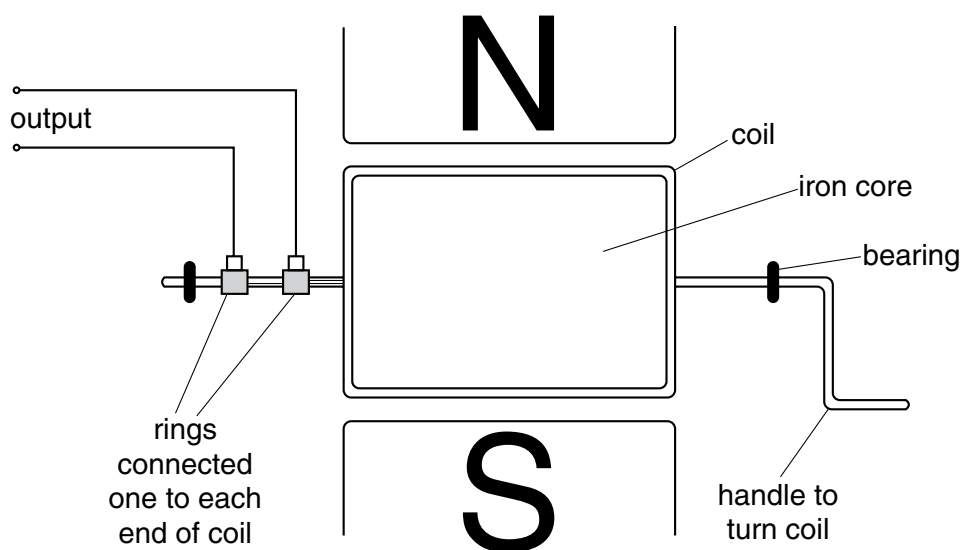 N
output
coil
iron core
bearing
rings
connected
one to each
end of coil
S
handle to
turn coil